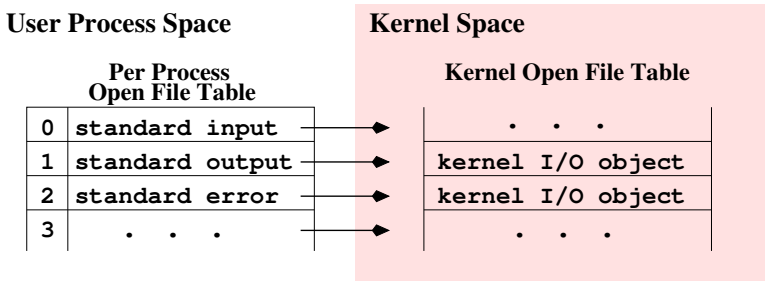 User Process Space
Kernel Space
Per Process
Open File Table
Kernel Open File Table
0 standard input
. . .
1 standard output
kernel I/O object
2 standard error
kernel I/O object
3 . . .
. . .